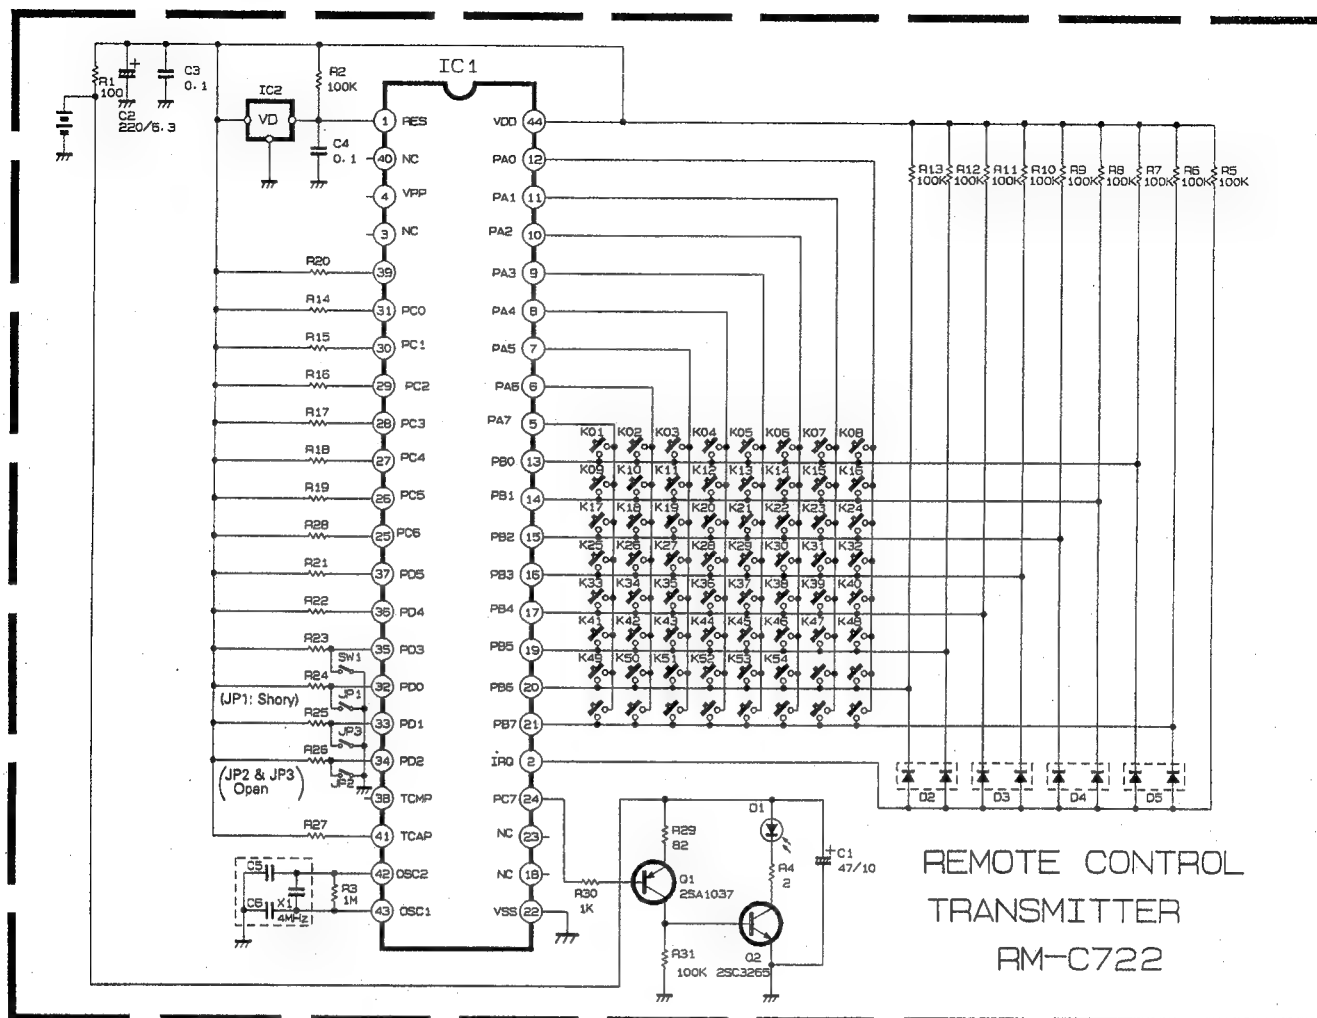 IC1
R1
100
C2
220/6.3
C3
0.1
IC2
VD
R2
100K
C4
0.1
1 RES
40 NC
4 VPP
3 NC
R20 39
R14 31 PC0
R15 30 PC1
R16 29 PC2
R17 28 PC3
R18 27 PC4
R19 26 PC5
R28 25 PC6
R21 37 PD5
R22 36 PD4
R23 35 PD3
SW1
R24 32 PD0
(JP1: Shory) JP1
R25 33 PD1
JP3
R26 34 PD2
(JP2 & JP3) JP2
Open
38 TCMP
R27 41 TCAP
C5 42 OSC2
R3
1M
C6 X1 43 OSC1
4MHz
VDD 44
PA0 12
PA1 11
PA2 10
PA3 9
PA4 8
PA5 7
PA6 6
PA7 5
PB0 13
PB1 14
PB2 15
PB3 16
PB4 17
PB5 19
PB6 20
PB7 21
IRQ 2
PC7 24
NC 23
NC 18
VSS 22
K01 K02 K03 K04 K05 K06 K07 K08
K09 K10 K11 K12 K13 K14 K15 K16
K17 K18 K19 K20 K21 K22 K23 K24
K25 K26 K27 K28 K29 K30 K31 K32
K33 K34 K35 K36 K37 K38 K39 K40
K41 K42 K43 K44 K45 K46 K47 K48
K49 K50 K51 K52 K53 K54
R13 R12 R11 R10 R9 R8 R7 R6 R5
100K 100K 100K 100K 100K 100K 100K 100K 100K
D2 D3 D4 D5
R29
82
D1
R4
2
+C1
47/10
R30
1K
Q1
2SA1037
R31
100K
Q2
2SC3265
REMOTE CONTROL
TRANSMITTER
RM-C722